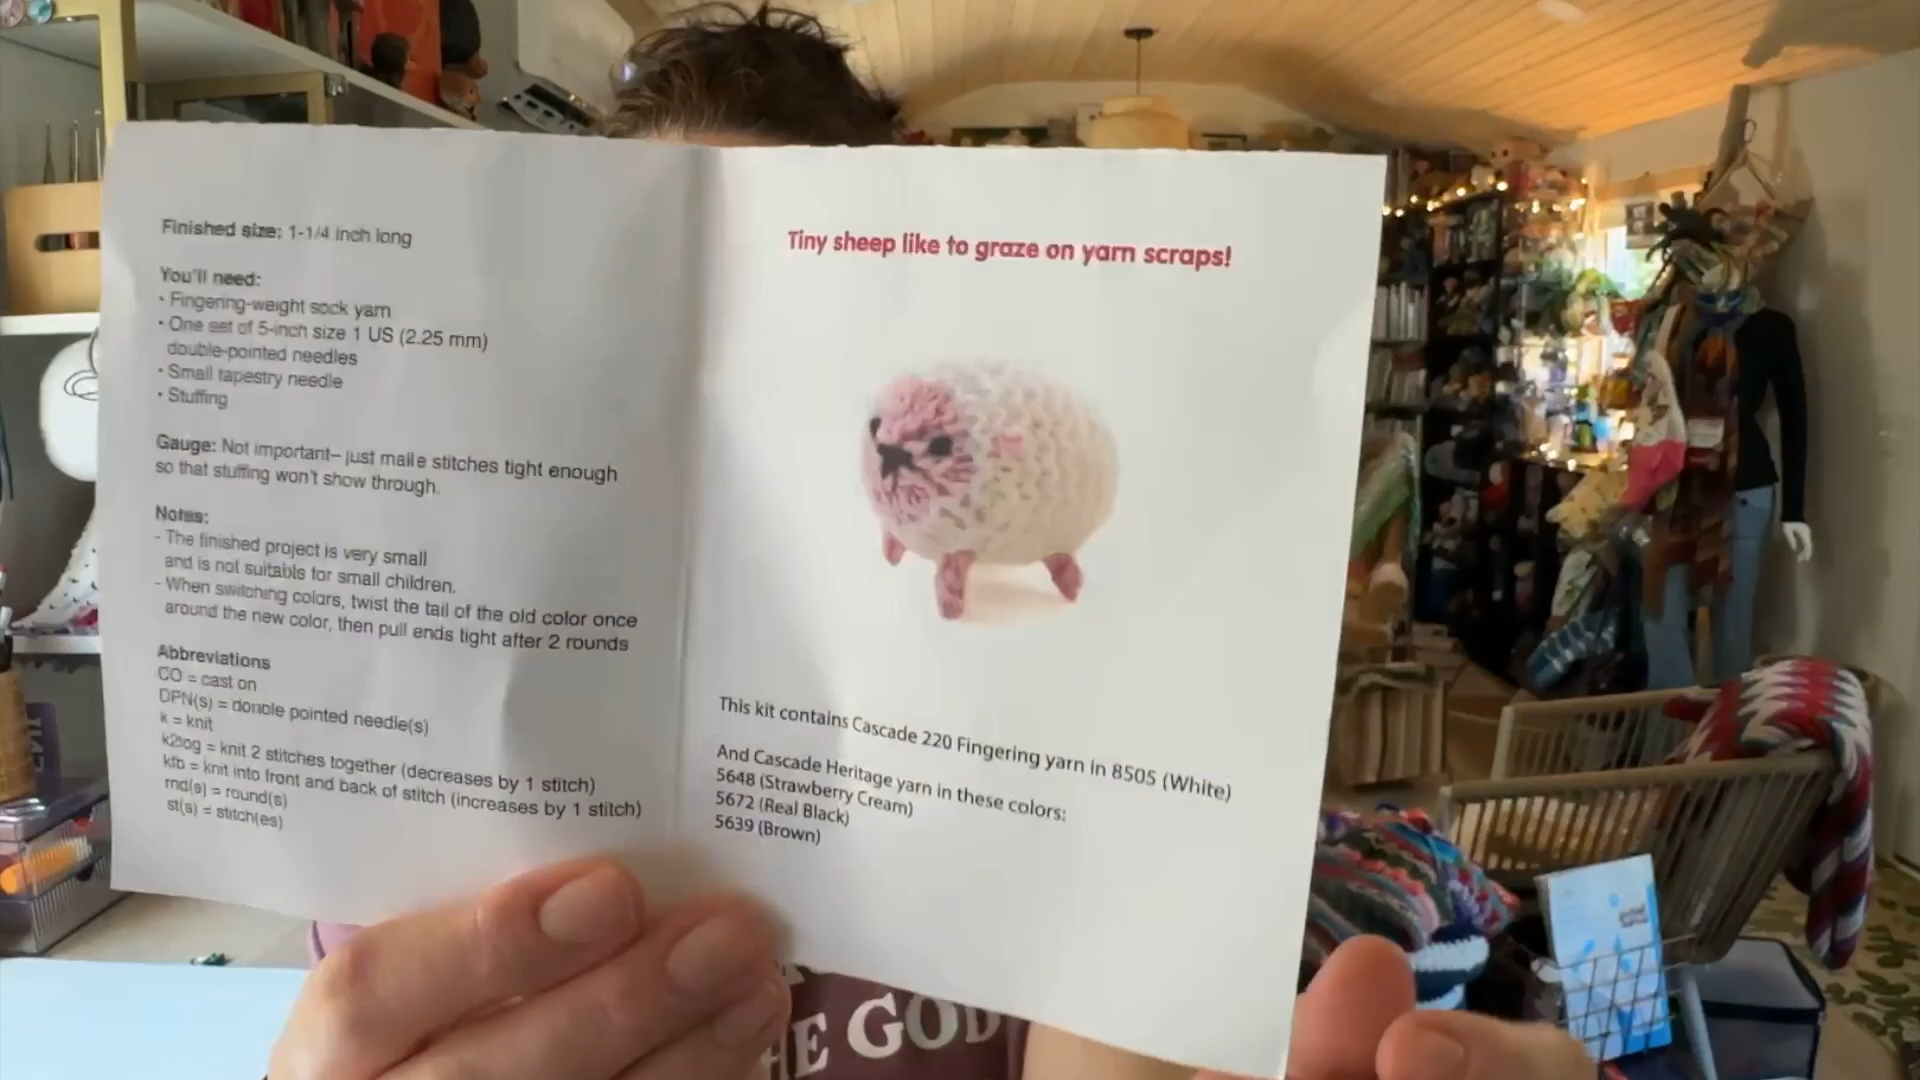 Finished size: 1-1/4 inch long
You'll need:
• Fingering-weight sock yarn
• One set of 5-inch size 1 US (2.25 mm)
double-pointed needles
• Small tapestry needle
• Stuffing
Gauge: Not important– just make stitches tight enough
so that stuffing won't show through.
Notes:
- The finished project is very small
and is not suitable for small children.
- When switching colors, twist the tail of the old color once
around the new color, then pull ends tight after 2 rounds
Abbreviations
CO = cast on
DPN(s) = double pointed needle(s)
k = knit
k2tog = knit 2 stitches together (decreases by 1 stitch)
kfb = knit into front and back of stitch (increases by 1 stitch)
rnd(s) = round(s)
st(s) = stitch(es)
Tiny sheep like to graze on yarn scraps!
This kit contains Cascade 220 Fingering yarn in 8505 (White)
And Cascade Heritage yarn in these colors:
5648 (Strawberry Cream)
5672 (Real Black)
5639 (Brown)
HE GOD